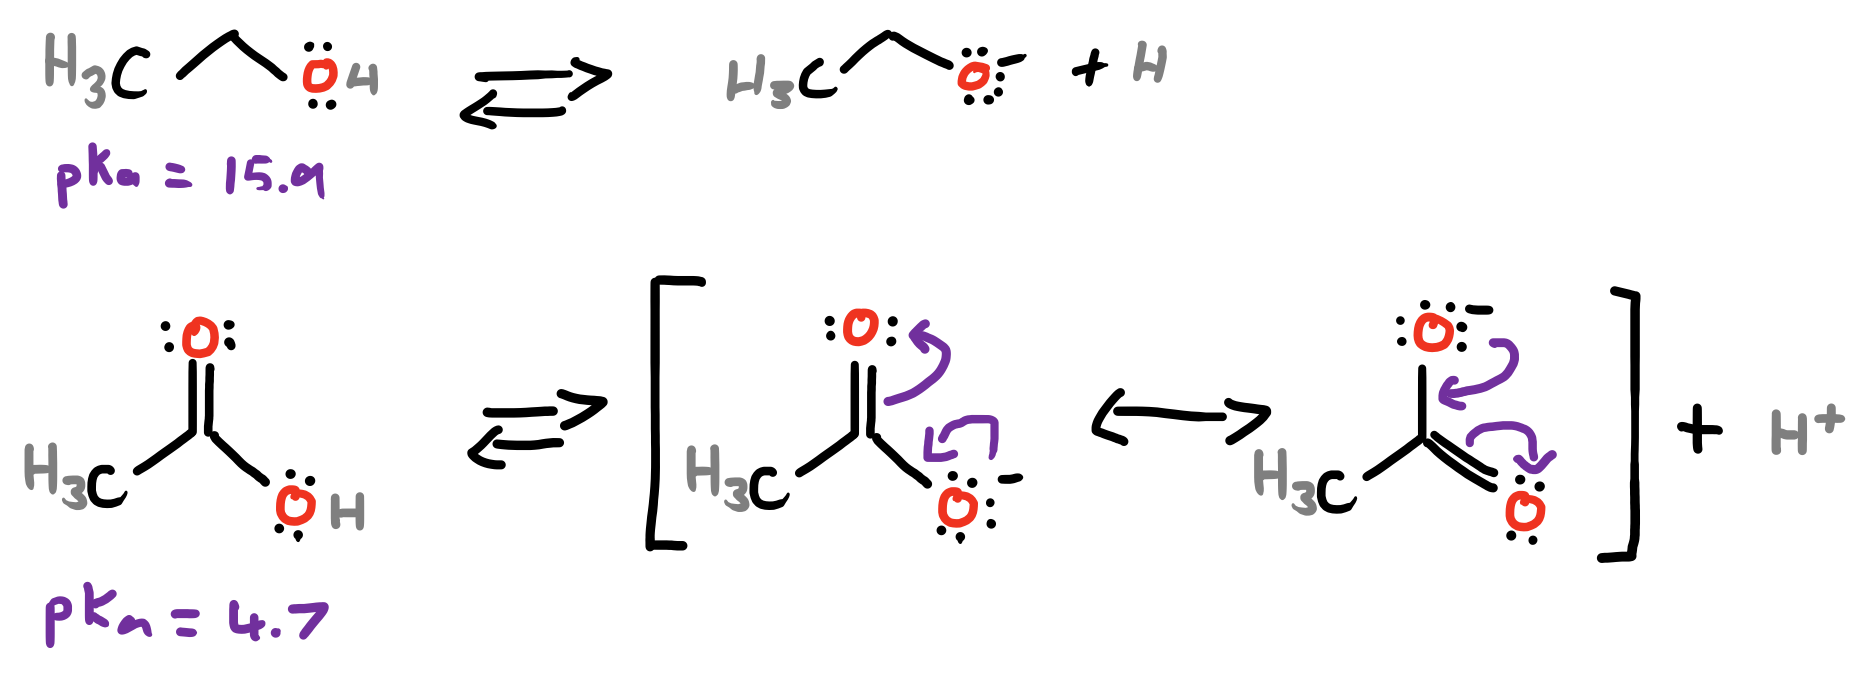 H₃C OH ⇌ H₃C O⁻ + H
pKa = 15.9
O O⁻
H₃C OH ⇌ [ H₃C O O⁻ ↔ H₃C O ] + H⁺
pKa = 4.7